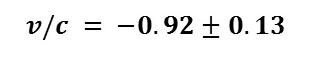 v/c = −0.92 ± 0.13